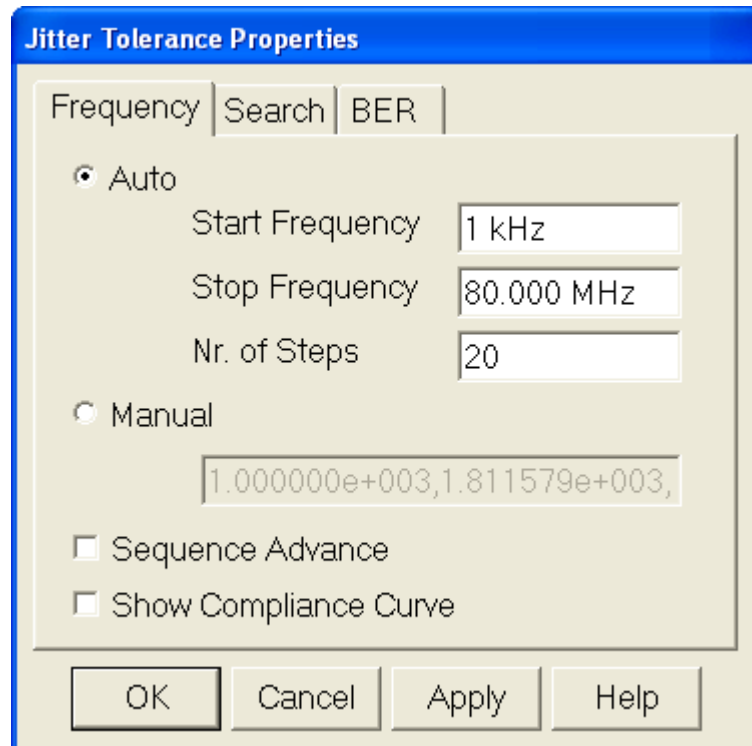 Jitter Tolerance Properties
Frequency Search BER
Auto
Start Frequency 1 kHz
Stop Frequency 80.000 MHz
Nr. of Steps 20
Manual
1.000000e+003,1.811579e+003,
Sequence Advance
Show Compliance Curve
OK Cancel Apply Help